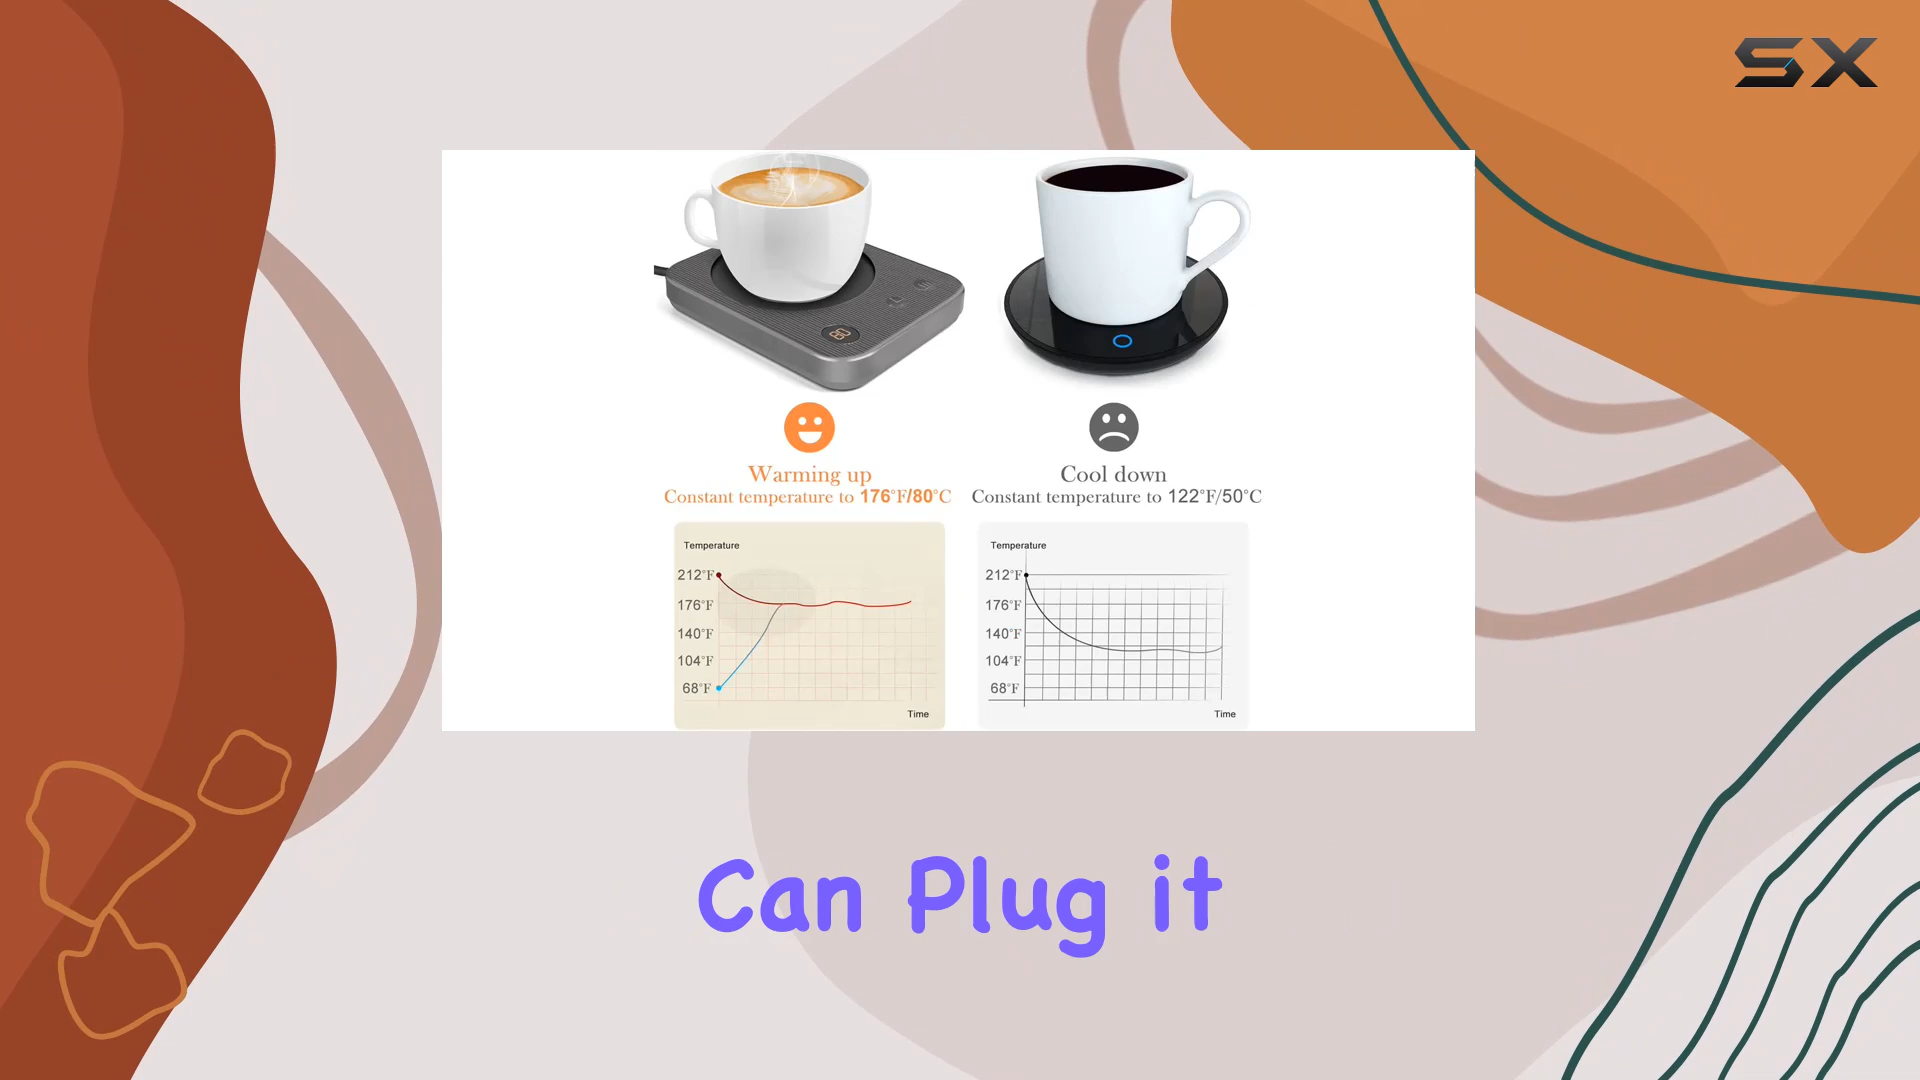 SX
80
Warming up
Constant temperature to 176°F/80°C
Cool down
Constant temperature to 122°F/50°C
Temperature
212°F
176°F
140°F
104°F
68°F
Time
Temperature
212°F
176°F
140°F
104°F
68°F
Time
Can Plug it